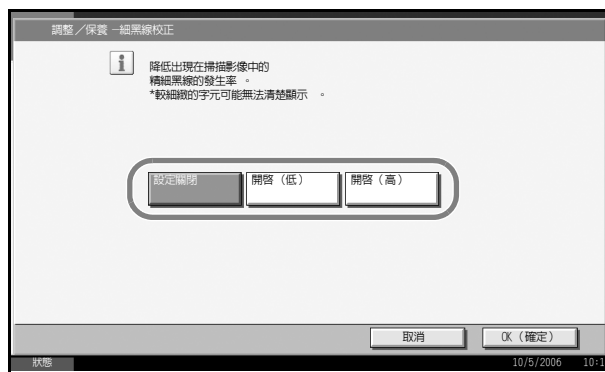 調整／保養 －細黑線校正
降低出現在掃描影像中的
精細黑線的發生率 。
*較細緻的字元可能無法清楚顯示 。
設定關閉
開啓（低）
開啓（高）
取消
OK（確定）
狀態
10/5/2006 10:1